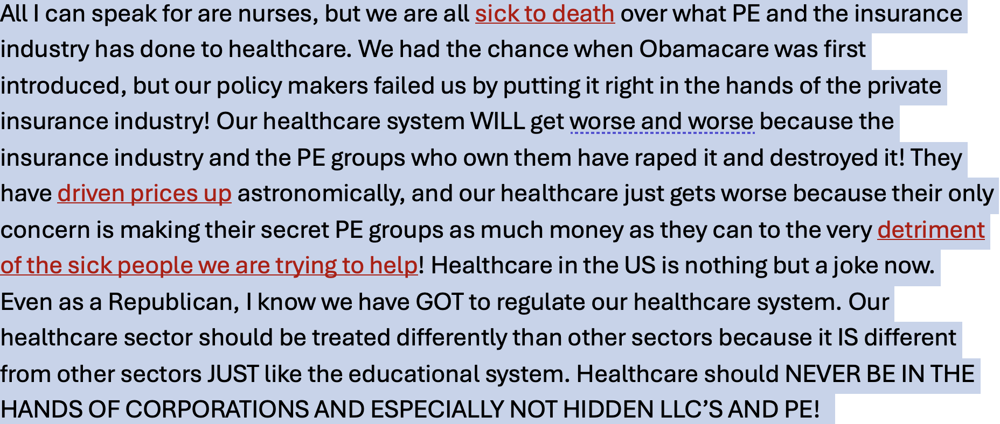 All I can speak for are nurses, but we are all sick to death over what PE and the insurance
industry has done to healthcare. We had the chance when Obamacare was first
introduced, but our policy makers failed us by putting it right in the hands of the private
insurance industry! Our healthcare system WILL get worse and worse because the
insurance industry and the PE groups who own them have raped it and destroyed it! They
have driven prices up astronomically, and our healthcare just gets worse because their only
concern is making their secret PE groups as much money as they can to the very detriment
of the sick people we are trying to help! Healthcare in the US is nothing but a joke now.
Even as a Republican, I know we have GOT to regulate our healthcare system. Our
healthcare sector should be treated differently than other sectors because it IS different
from other sectors JUST like the educational system. Healthcare should NEVER BE IN THE
HANDS OF CORPORATIONS AND ESPECIALLY NOT HIDDEN LLC’S AND PE!